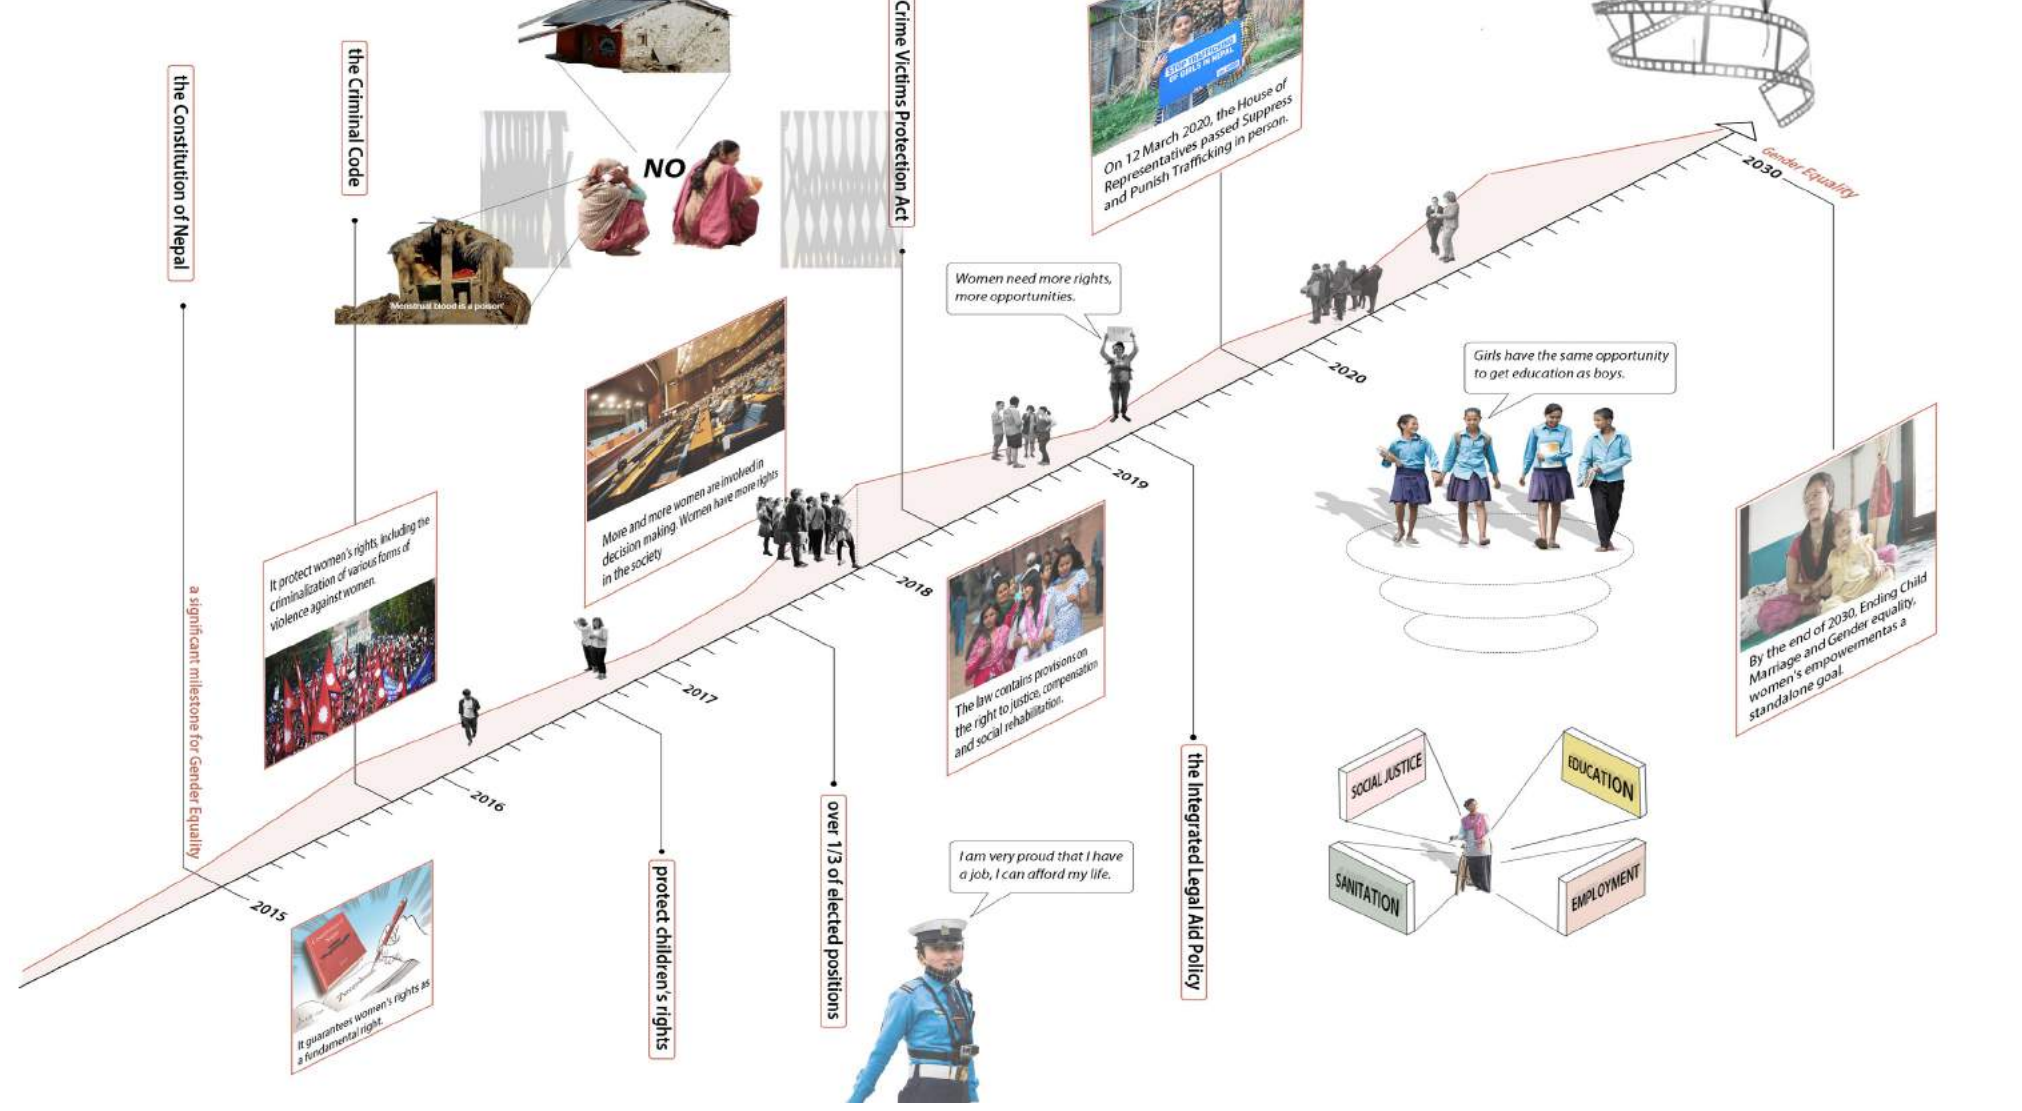 the Constitution of Nepal
a significant milestone for Gender Equality
the Criminal Code
NO
'Menstrual blood is a poison'
Crime Victims Protection Act
STOP TRAFFICKING
OF GIRLS IN NEPAL
On 12 March 2020, the House of
Representatives passed Suppress
and Punish Trafficking in person.
Gender Equality
2030
Women need more rights,
more opportunities.
2020
Girls have the same opportunity
to get education as boys.
2019
More and more women are involved in
decision making. Women have more rights
in the society
2018
It protect women's rights, including the
criminalization of various forms of
violence against women.
2017
The law contains provisions on
the right to justice, compensation
and social rehabilitation.
By the end of 2030, Ending Child
Marriage and Gender equality,
women's empowermentas a
standalone goal.
2016
SOCIAL JUSTICE
EDUCATION
SANITATION
EMPLOYMENT
the Integrated Legal Aid Policy
over 1/3 of elected positions
protect children's rights
I am very proud that I have
a job, I can afford my life.
2015
It guarantees women's rights as
a fundamental right.